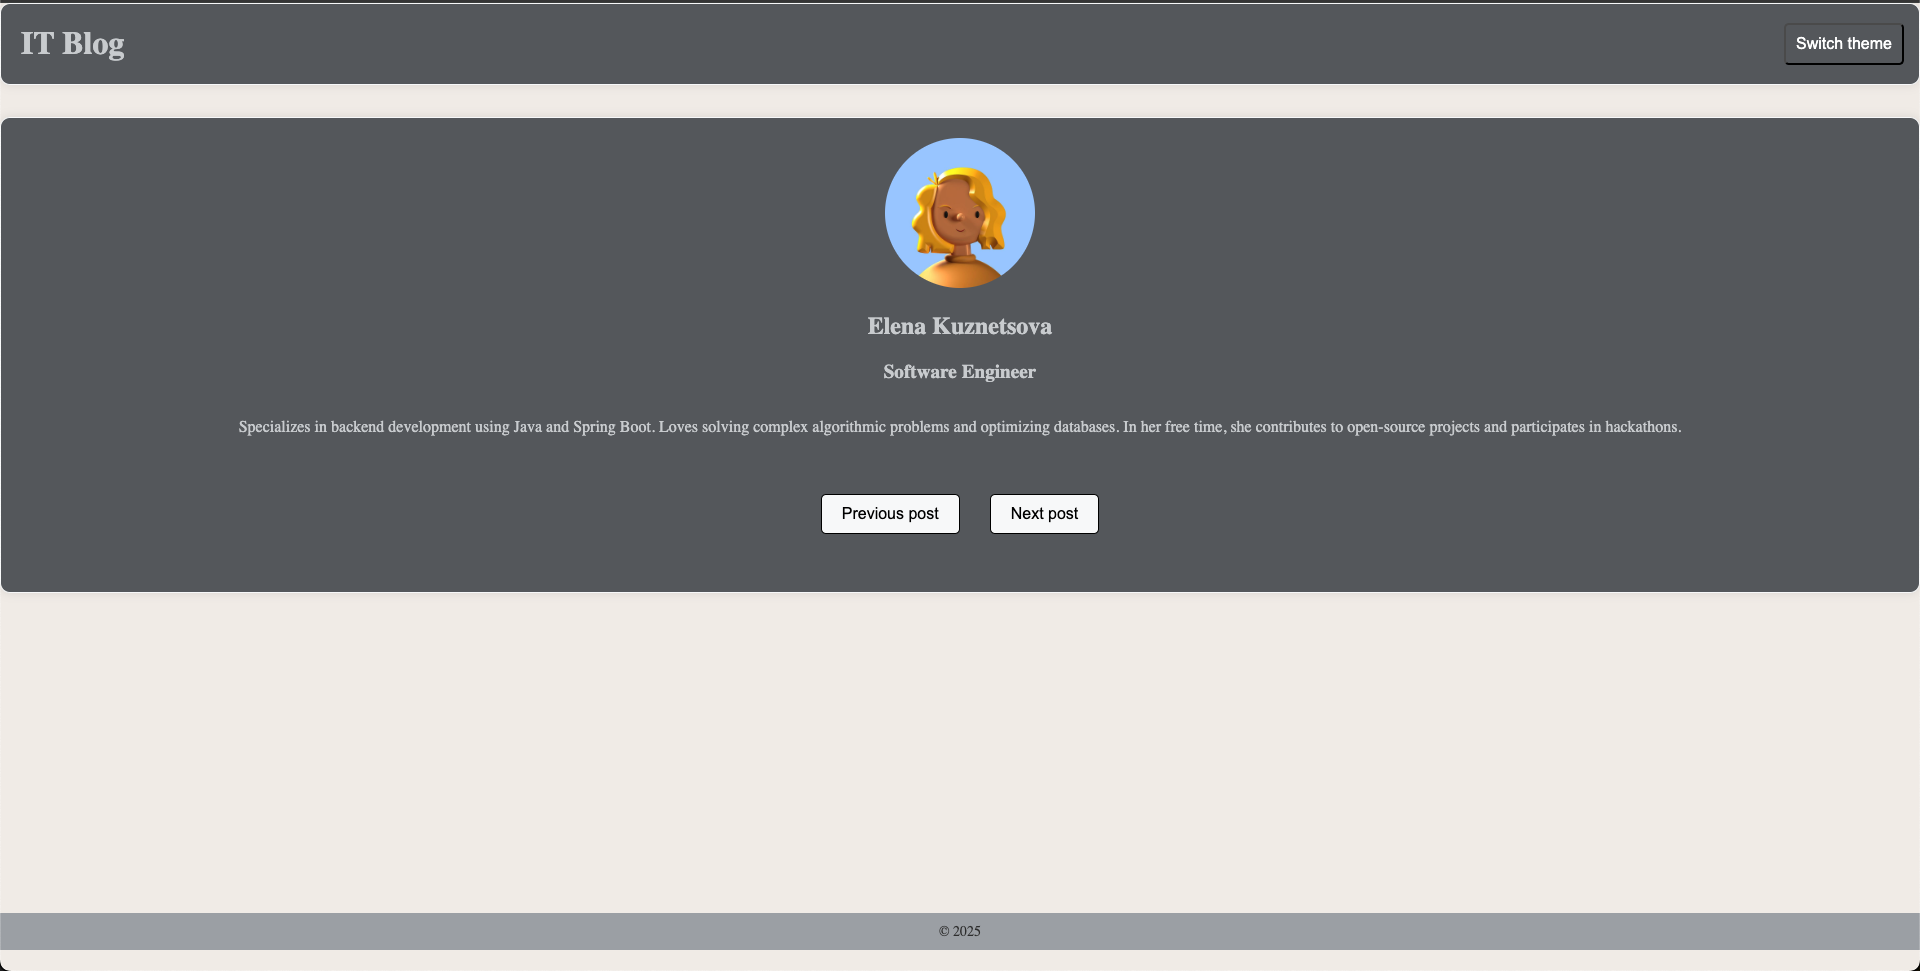 IT Blog
Switch theme
Elena Kuznetsova
Software Engineer
Specializes in backend development using Java and Spring Boot. Loves solving complex algorithmic problems and optimizing databases. In her free time, she contributes to open-source projects and participates in hackathons.
Previous post
Next post
© 2025